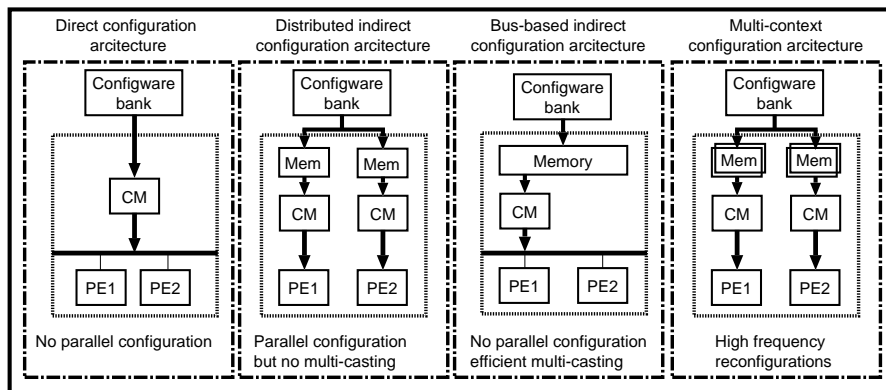 Direct configuration
arcitecture
Configware
bank
CM
PE1
PE2
No parallel configuration
Distributed indirect
configuration arcitecture
Configware
bank
Mem
Mem
CM
CM
PE1
PE2
Parallel configuration
but no multi-casting
Bus-based indirect
configuration arcitecture
Configware
bank
Memory
CM
PE1
PE2
No parallel configuration
efficient multi-casting
Multi-context
configuration arcitecture
Configware
bank
Mem
Mem
CM
CM
PE1
PE2
High frequency
reconfigurations